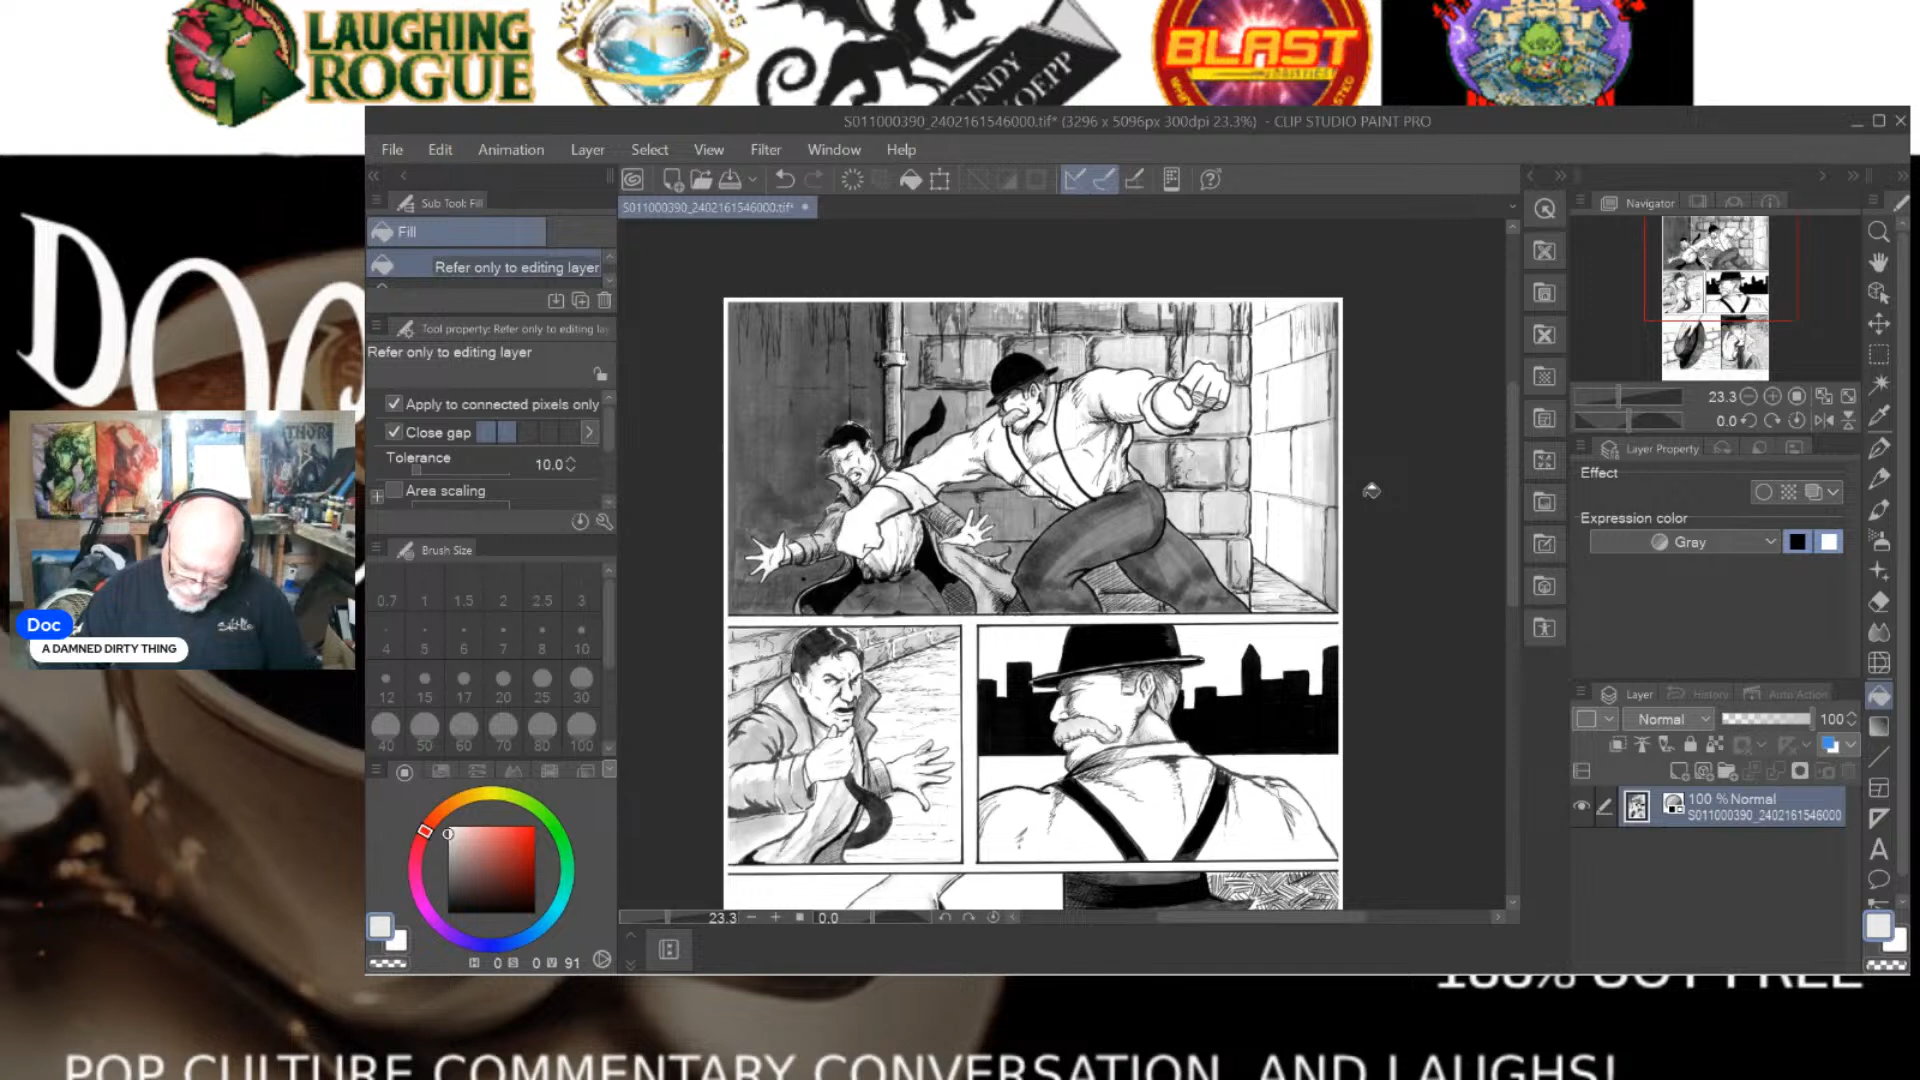 LAUGHING
ROGUE
CINDY
KOEPP
BLAST
S011000390_2402161546000.tif* (3296 x 5096px 300dpi 23.3%) - CLIP STUDIO PAINT PRO
File Edit Animation Layer Select View Filter Window Help
Sub Tool: Fill
S011000390_2402161546000.tif*
Navigator
Fill
Refer only to editing layer
Tool property: Refer only to editing la
Refer only to editing layer
Apply to connected pixels only
Close gap
Tolerance 10.0
Area scaling
Brush Size
0.7 1 1.5 2 2.5 3
4 5 6 7 8 10
12 15 17 20 25 30
40 50 60 70 80 100
H 0 S 0 V 91
23.3 0.0
23.3
0.0
Layer Property
Effect
Expression color
Gray
Layer History Auto Action
Normal 100
100 % Normal
S011000390_2402161546000
DOC
THOR
Doc
A DAMNED DIRTY THING
POP CULTURE COMMENTARY CONVERSATION, AND LAUGHS!